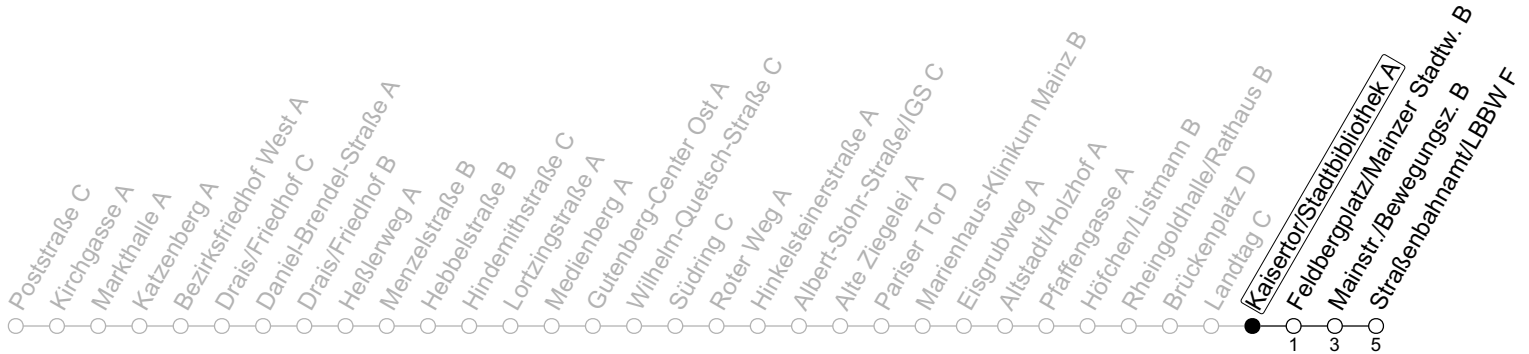 Poststraße C
Kirchgasse A
Markthalle A
Katzenberg A
Bezirksfriedhof West A
Drais/Friedhof C
Daniel-Brendel-Straße A
Drais/Friedhof B
Heßlerweg A
Menzelstraße B
Hebbelstraße B
Hindemithstraße C
Lortzingstraße A
Medienberg A
Gutenberg-Center Ost A
Wilhelm-Quetsch-Straße C
Südring C
Roter Weg A
Hinkelsteinerstraße A
Albert-Stohr-Straße/IGS C
Alte Ziegelei A
Pariser Tor D
Marienhaus-Klinikum Mainz B
Eisgrubweg A
Altstadt/Holzhof A
Pfaffengasse A
Höfchen/Listmann B
Rheingoldhalle/Rathaus B
Brückenplatz D
Landtag C
Kaisertor/Stadtbibliothek A
Feldbergplatz/Mainzer Stadtw. B
Mainstr./Bewegungsz. B
Straßenbahnamt/LBBW F
1 3 5